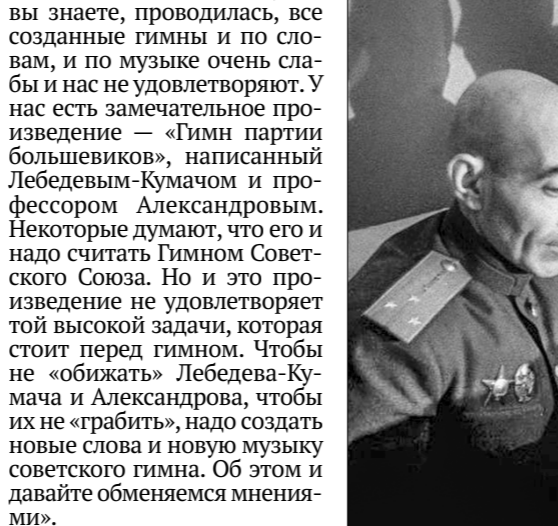 вы знаете, проводилась, все
созданные гимны и по сло-
вам, и по музыке очень сла-
бы и нас не удовлетворяют. У
нас есть замечательное про-
изведение — «Гимн партии
большевиков», написанный
Лебедевым-Кумачом и про-
фессором Александровым.
Некоторые думают, что его и
надо считать Гимном Совет-
ского Союза. Но и это про-
изведение не удовлетворяет
той высокой задачи, которая
стоит перед гимном. Чтобы
не «обижать» Лебедева-Ку-
мача и Александрова, чтобы
их не «грабить», надо создать
новые слова и новую музыку
советского гимна. Об этом и
давайте обменяемся мнения-
ми».